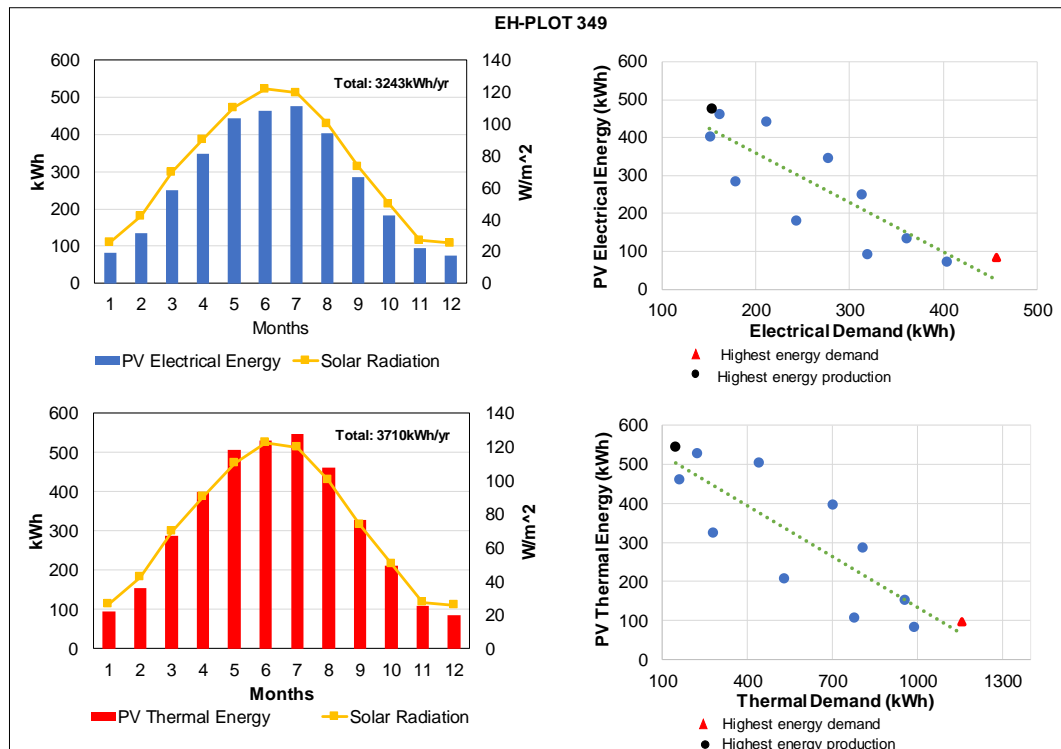 EH-PLOT 349
600
500
400
300
200
100
0
kWh
Total: 3243kWh/yr
140
120
100
80
60
40
20
0
W/m^2
1 2 3 4 5 6 7 8 9 10 11 12
Months
PV Electrical Energy Solar Radiation
600
500
400
300
200
100
0
PV Electrical Energy (kWh)
100 200 300 400 500
Electrical Demand (kWh)
Highest energy demand
Highest energy production
600
500
400
300
200
100
0
kWh
Total: 3710kWh/yr
140
120
100
80
60
40
20
0
W/m^2
1 2 3 4 5 6 7 8 9 10 11 12
Months
PV Thermal Energy Solar Radiation
600
500
400
300
200
100
0
PV Thermal Energy (kWh)
100 400 700 1000 1300
Thermal Demand (kWh)
Highest energy demand
Highest energy production